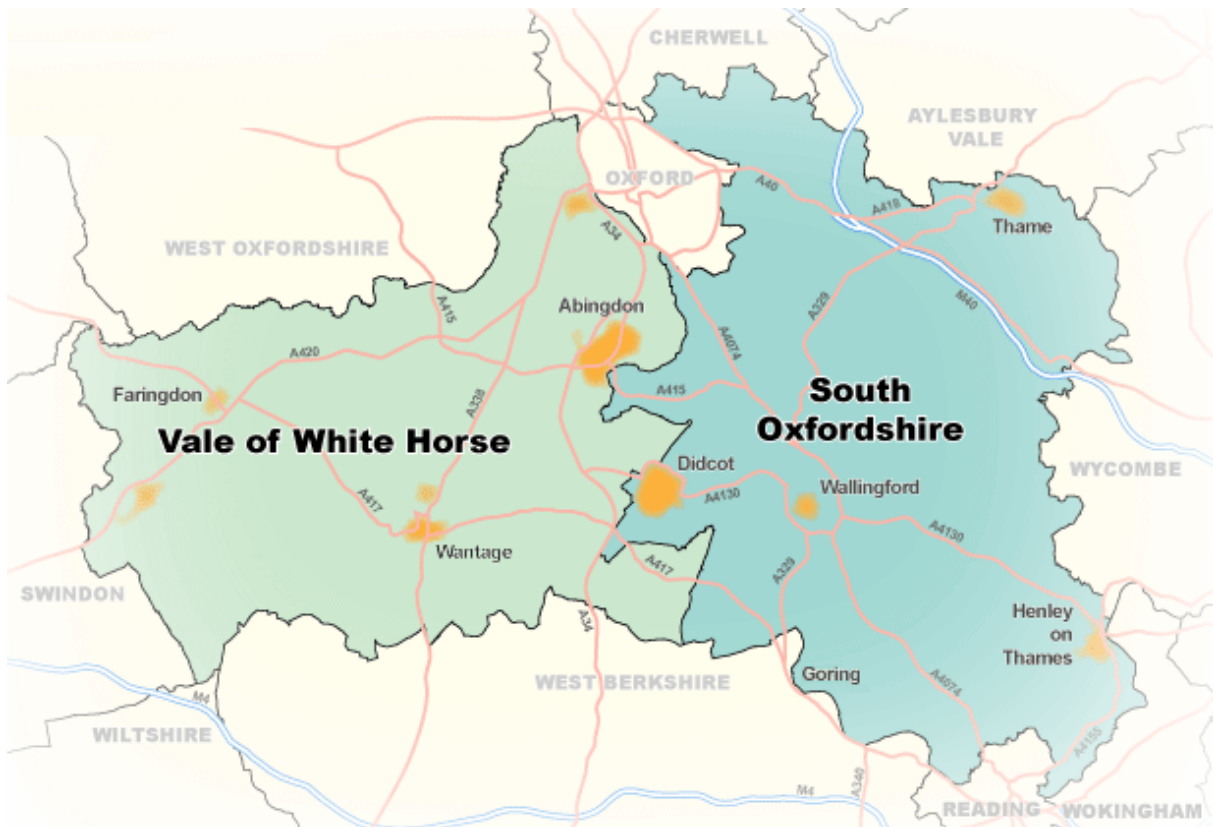 CHERWELL
AYLESBURY
VALE
OXFORD
A40
A418
Thame
A34
WEST OXFORDSHIRE
Abingdon
A415
M40
A329
A4074
A420
Faringdon
A415
A338
South
Oxfordshire
Vale of White Horse
Didcot
WYCOMBE
A4130
Wallingford
A417
A4130
Wantage
A417
A329
SWINDON
A34
Henley
on
Thames
Goring
WEST BERKSHIRE
A4074
M4
WILTSHIRE
A4155
A340
M4
READING
WOKINGHAM